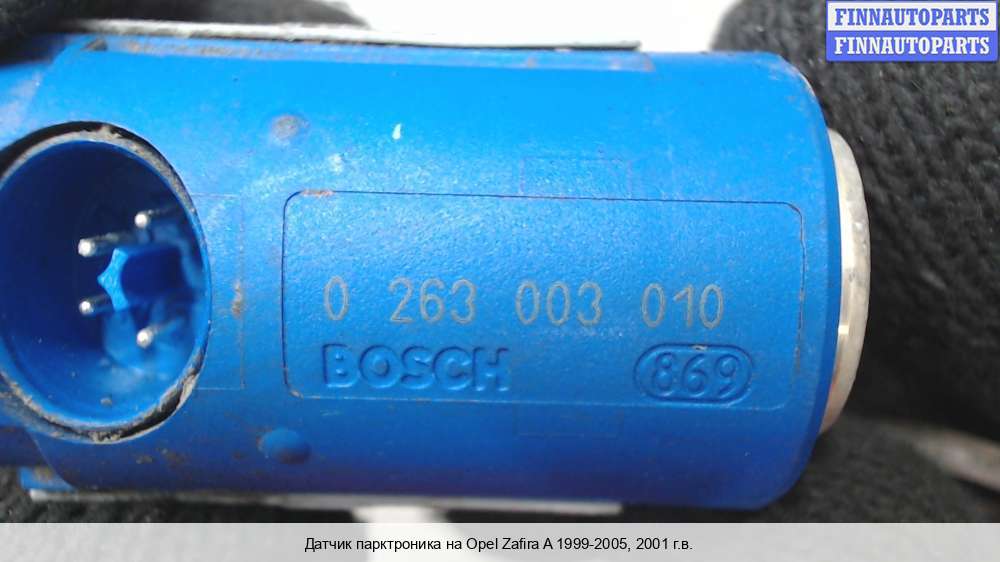 FINNAUTOPARTS
FINNAUTOPARTS
0 263 003 010
BOSCH 869
Датчик парктроника на Opel Zafira A 1999-2005, 2001 г.в.